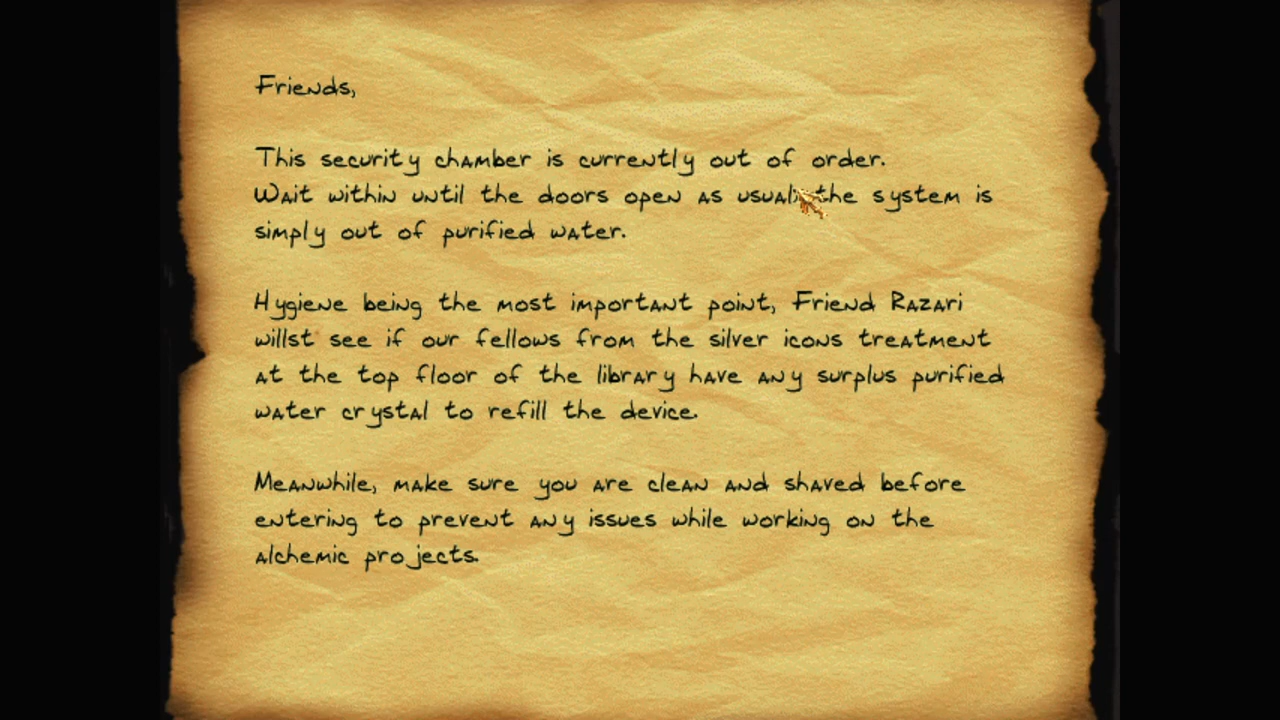 Friends,
This security chamber is currently out of order.
Wait within until the doors open as usual, the system is
simply out of purified water.
Hygiene being the most important point, Friend Razari
willst see if our fellows from the silver icons treatment
at the top floor of the library have any surplus purified
water crystal to refill the device.
Meanwhile, make sure you are clean and shaved before
entering to prevent any issues while working on the
alchemic projects.